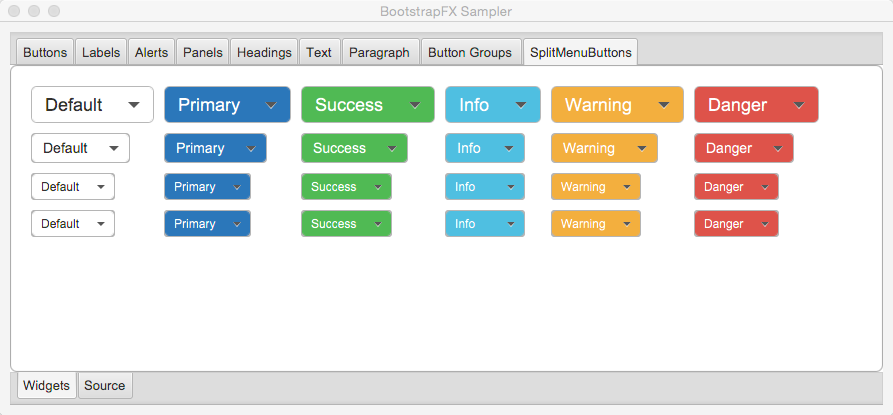 BootstrapFX Sampler
Buttons Labels Alerts Panels Headings Text Paragraph Button Groups SplitMenuButtons
Default Primary Success Info Warning Danger
Default Primary Success Info Warning Danger
Default Primary Success Info Warning Danger
Default Primary Success Info Warning Danger
Widgets Source